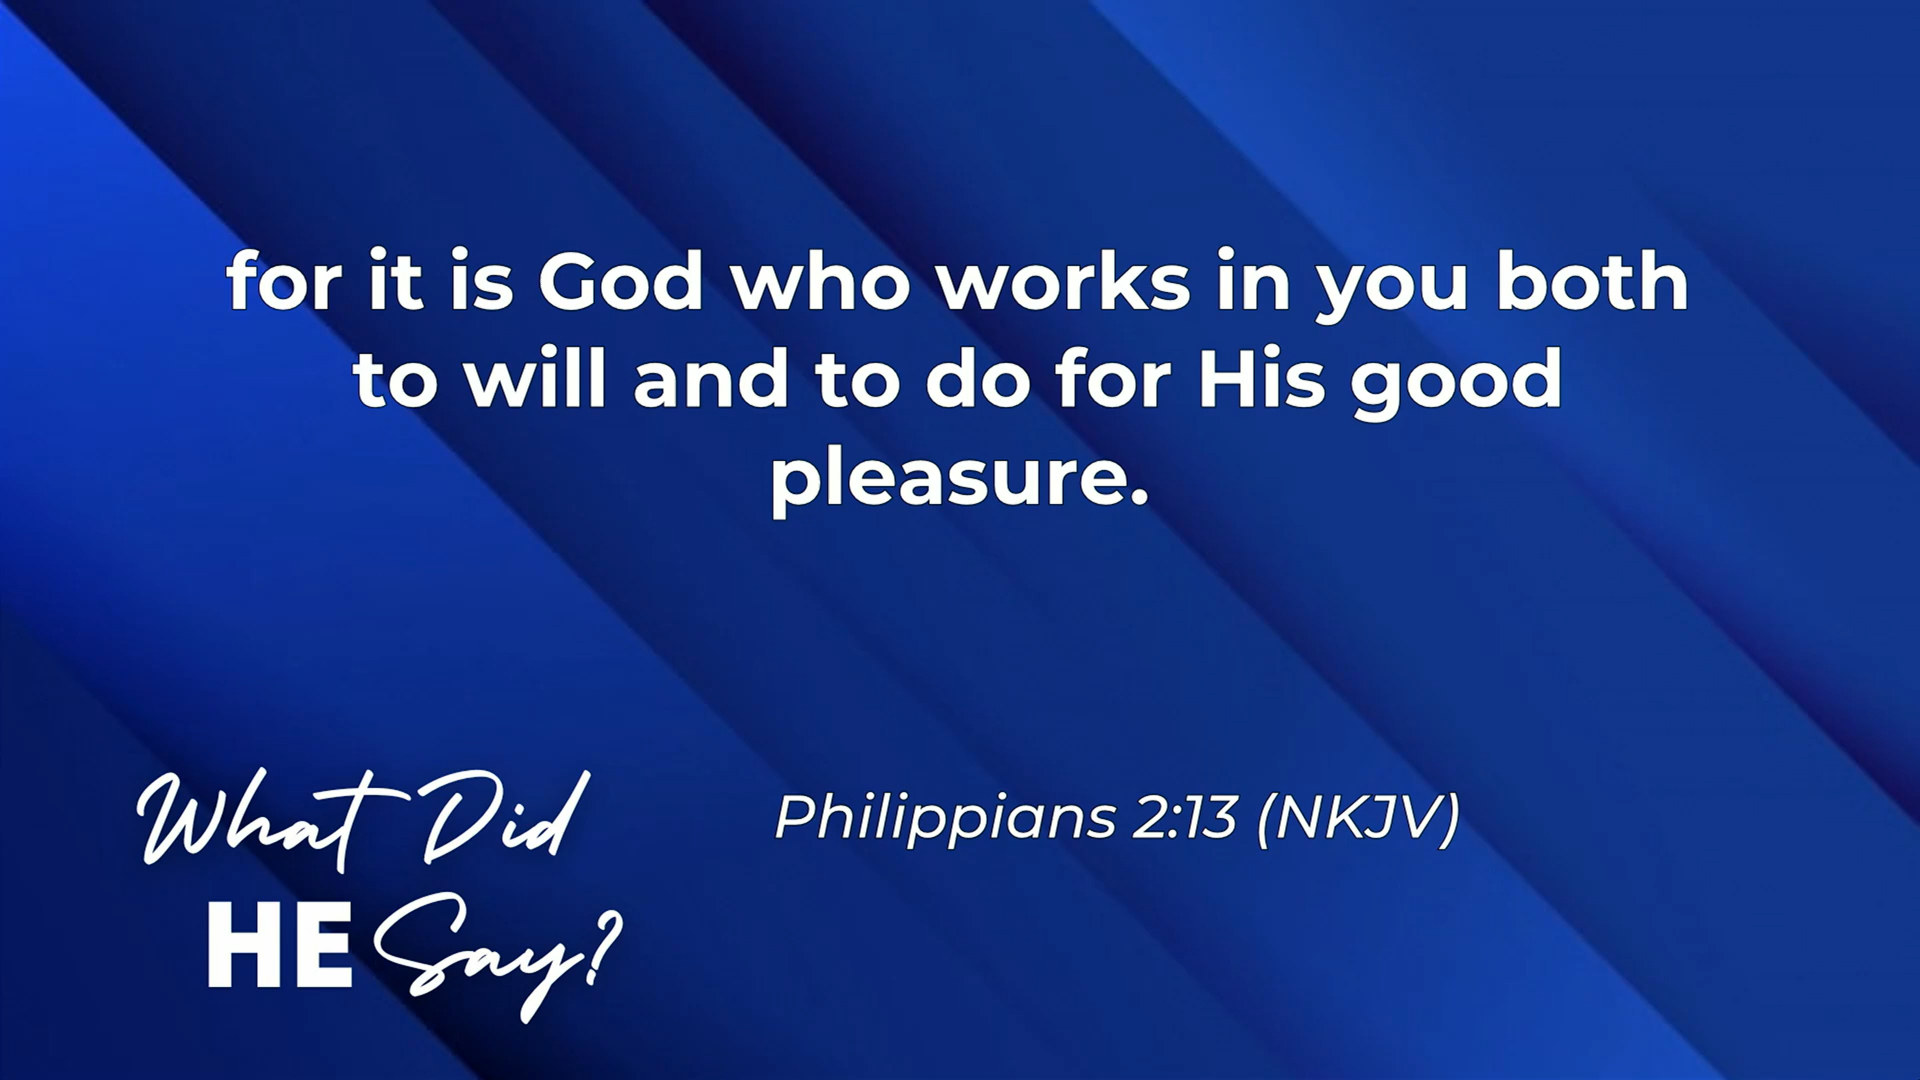 for it is God who works in you both
to will and to do for His good
pleasure.
What Did
HE Say?
Philippians 2:13 (NKJV)